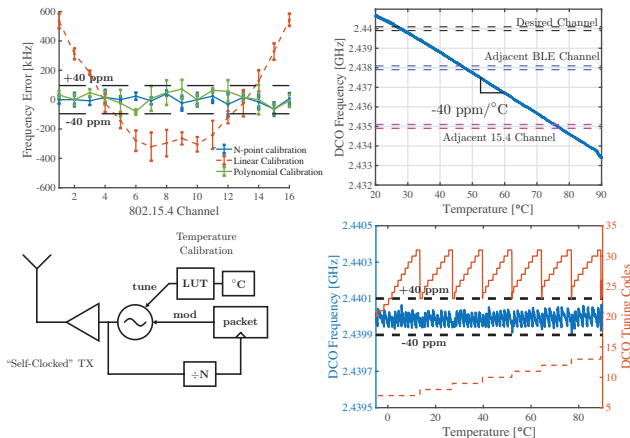 600
400
200
0
-200
-400
-600
Frequency Error [kHz]
+40 ppm
-40 ppm
N-point calibration
Linear Calibration
Polynomial Calibration
2 4 6 8 10 12 14 16
802.15.4 Channel
2.44
2.439
2.438
2.437
2.436
2.435
2.434
2.433
2.432
DCO Frequency [GHz]
Desired Channel
Adjacent BLE Channel
-40 ppm/°C
Adjacent 15.4 Channel
20 30 40 50 60 70 80 90
Temperature [°C]
Temperature
Calibration
tune
LUT
°C
mod
packet
"Self-Clocked" TX
÷N
2.4405
2.4403
2.4401
2.4399
2.4397
2.4395
DCO Frequency [GHz]
+40 ppm
-40 ppm
35
30
25
20
15
10
5
DCO Tuning Codes
0 20 40 60 80
Temperature [°C]